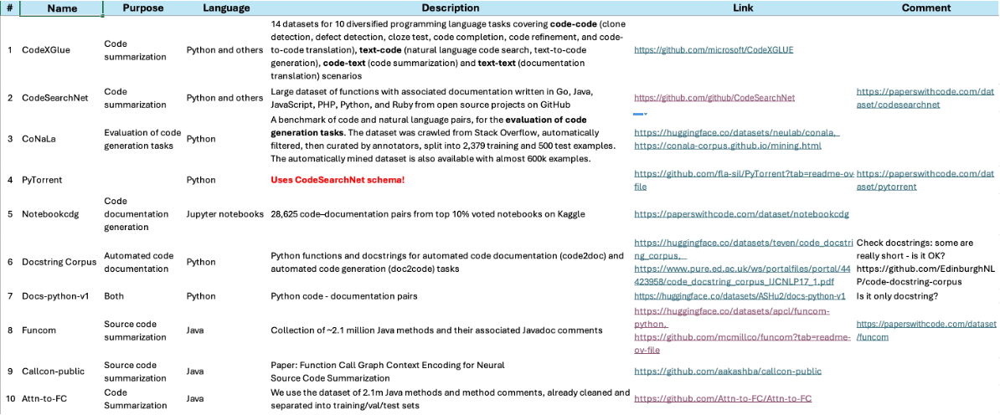 # Name Purpose Language Description Link Comment
1 CodeXGlue Code summarization Python and others
14 datasets for 10 diversified programming language tasks covering code-code (clone
detection, defect detection, cloze test, code completion, code refinement, and code-
to-code translation), text-code (natural language code search, text-to-code
generation), code-text (code summarization) and text-text (documentation
translation) scenarios
https://github.com/microsoft/CodeXGLUE
2 CodeSearchNet Code summarization Python and others
Large dataset of functions with associated documentation written in Go, Java,
JavaScript, PHP, Python, and Ruby from open source projects on GitHub
https://github.com/github/CodeSearchNet
https://paperswithcode.com/dat
aset/codesearchnet
3 CoNaLa
Evaluation of code
generation tasks
Python
A benchmark of code and natural language pairs, for the evaluation of code
generation tasks. The dataset was crawled from Stack Overflow, automatically
filtered, then curated by annotators, split into 2,379 training and 500 test examples.
The automatically mined dataset is also available with almost 600k examples.
https://huggingface.co/datasets/neulab/conala,
https://conala-corpus.github.io/mining.html
4 PyTorrent Python Uses CodeSearchNet schema!
https://github.com/fla-sil/PyTorrent?tab=readme-ov-
file
https://paperswithcode.com/dat
aset/pytorrent
5 Notebookcdg
Code
documentation
generation
Jupyter notebooks 28,625 code–documentation pairs from top 10% voted notebooks on Kaggle
https://paperswithcode.com/dataset/notebookcdg
6 Docstring Corpus
Automated code
documentation
Python
Python functions and docstrings for automated code documentation (code2doc) and
automated code generation (doc2code) tasks
https://huggingface.co/datasets/teven/code_docstri
ng_corpus,
https://www.pure.ed.ac.uk/ws/portalfiles/portal/44
423958/code_docstring_corpus_IJCNLP17_1.pdf
Check docstrings: some are
really short - is it OK?
https://github.com/EdinburghNL
P/code-docstring-corpus
7 Docs-python-v1 Both Python Python code - documentation pairs https://huggingface.co/datasets/ASHu2/docs-python-v1 Is it only docstring?
8 Funcom
Source code
summarization
Java Collection of ~2.1 million Java methods and their associated Javadoc comments
https://huggingface.co/datasets/apcl/funcom-
python,
https://github.com/mcmillco/funcom?tab=readme-
ov-file
https://paperswithcode.com/dataset
/funcom
9 Callcon-public
Source code
summarization
Java
Paper: Function Call Graph Context Encoding for Neural
Source Code Summarization
https://github.com/aakashba/callcon-public
10 Attn-to-FC
Code
Summarization
Java
We use the dataset of 2.1m Java methods and method comments, already cleaned and
separated into training/val/test sets
https://github.com/Attn-to-FC/Attn-to-FC